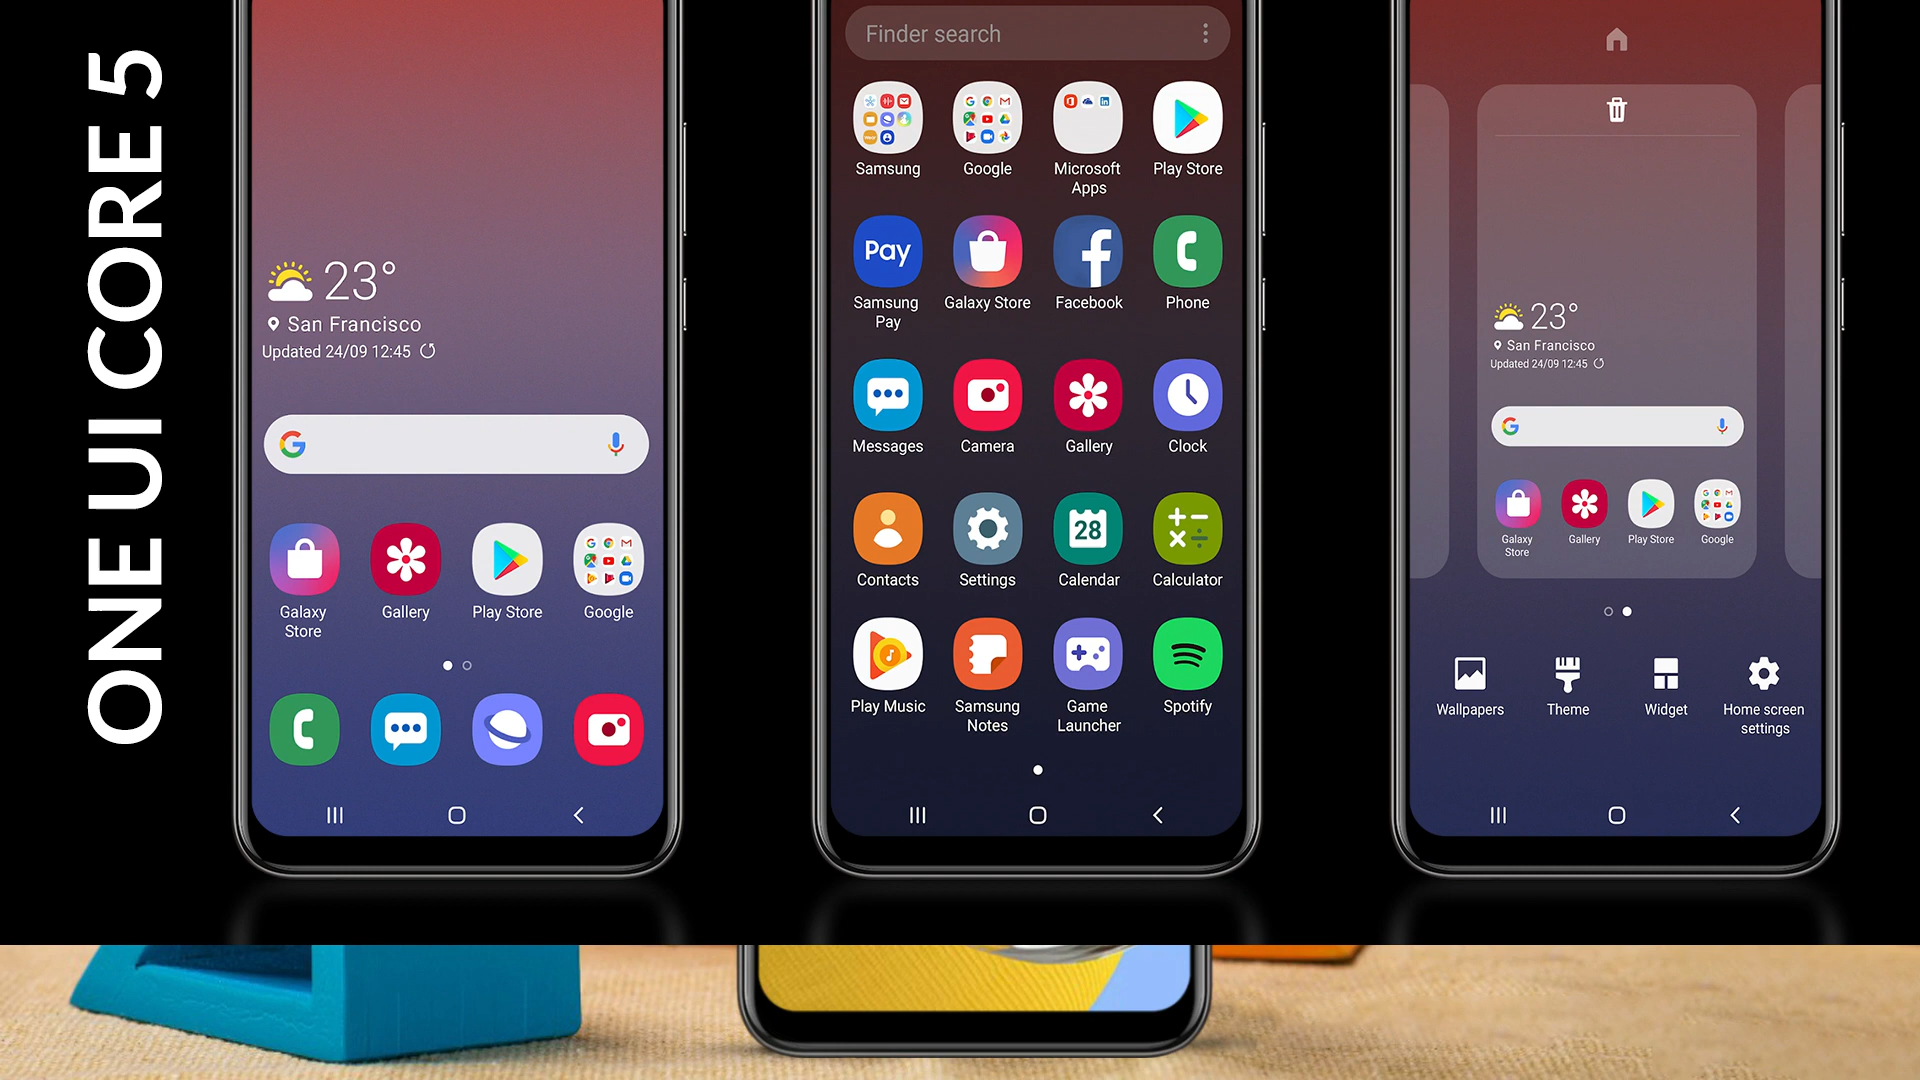 ONE UI CORE 5
23°
San Francisco
Updated 24/09 12:45
Galaxy
Store
Gallery
Play Store
Google
Finder search
Samsung
Google
Microsoft
Apps
Play Store
Pay
Samsung
Pay
Galaxy Store
Facebook
Phone
Messages
Camera
Gallery
Clock
28
Contacts
Settings
Calendar
Calculator
Play Music
Samsung
Notes
Game
Launcher
Spotify
23°
San Francisco
Updated 24/09 12:45
Galaxy
Store
Gallery
Play Store
Google
Wallpapers
Theme
Widget
Home screen
settings